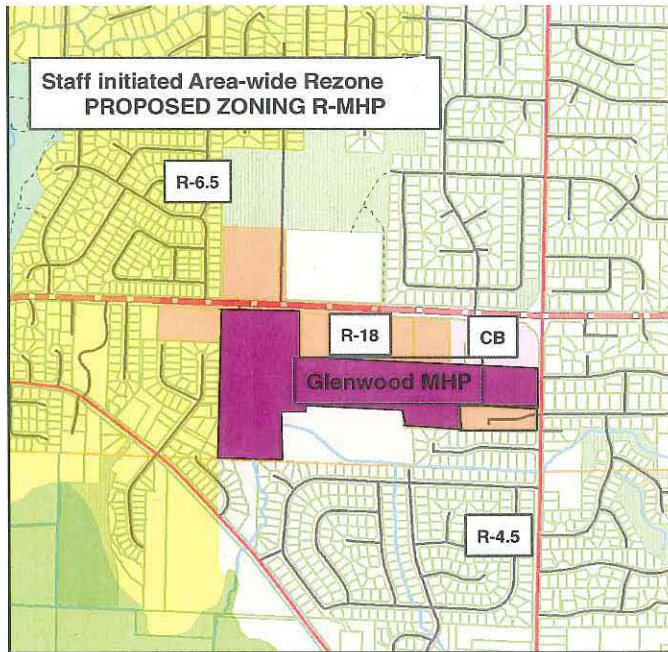 Staff initiated Area-wide Rezone
PROPOSED ZONING R-MHP
R-6.5
R-18
CB
Glenwood MHP
R-4.5